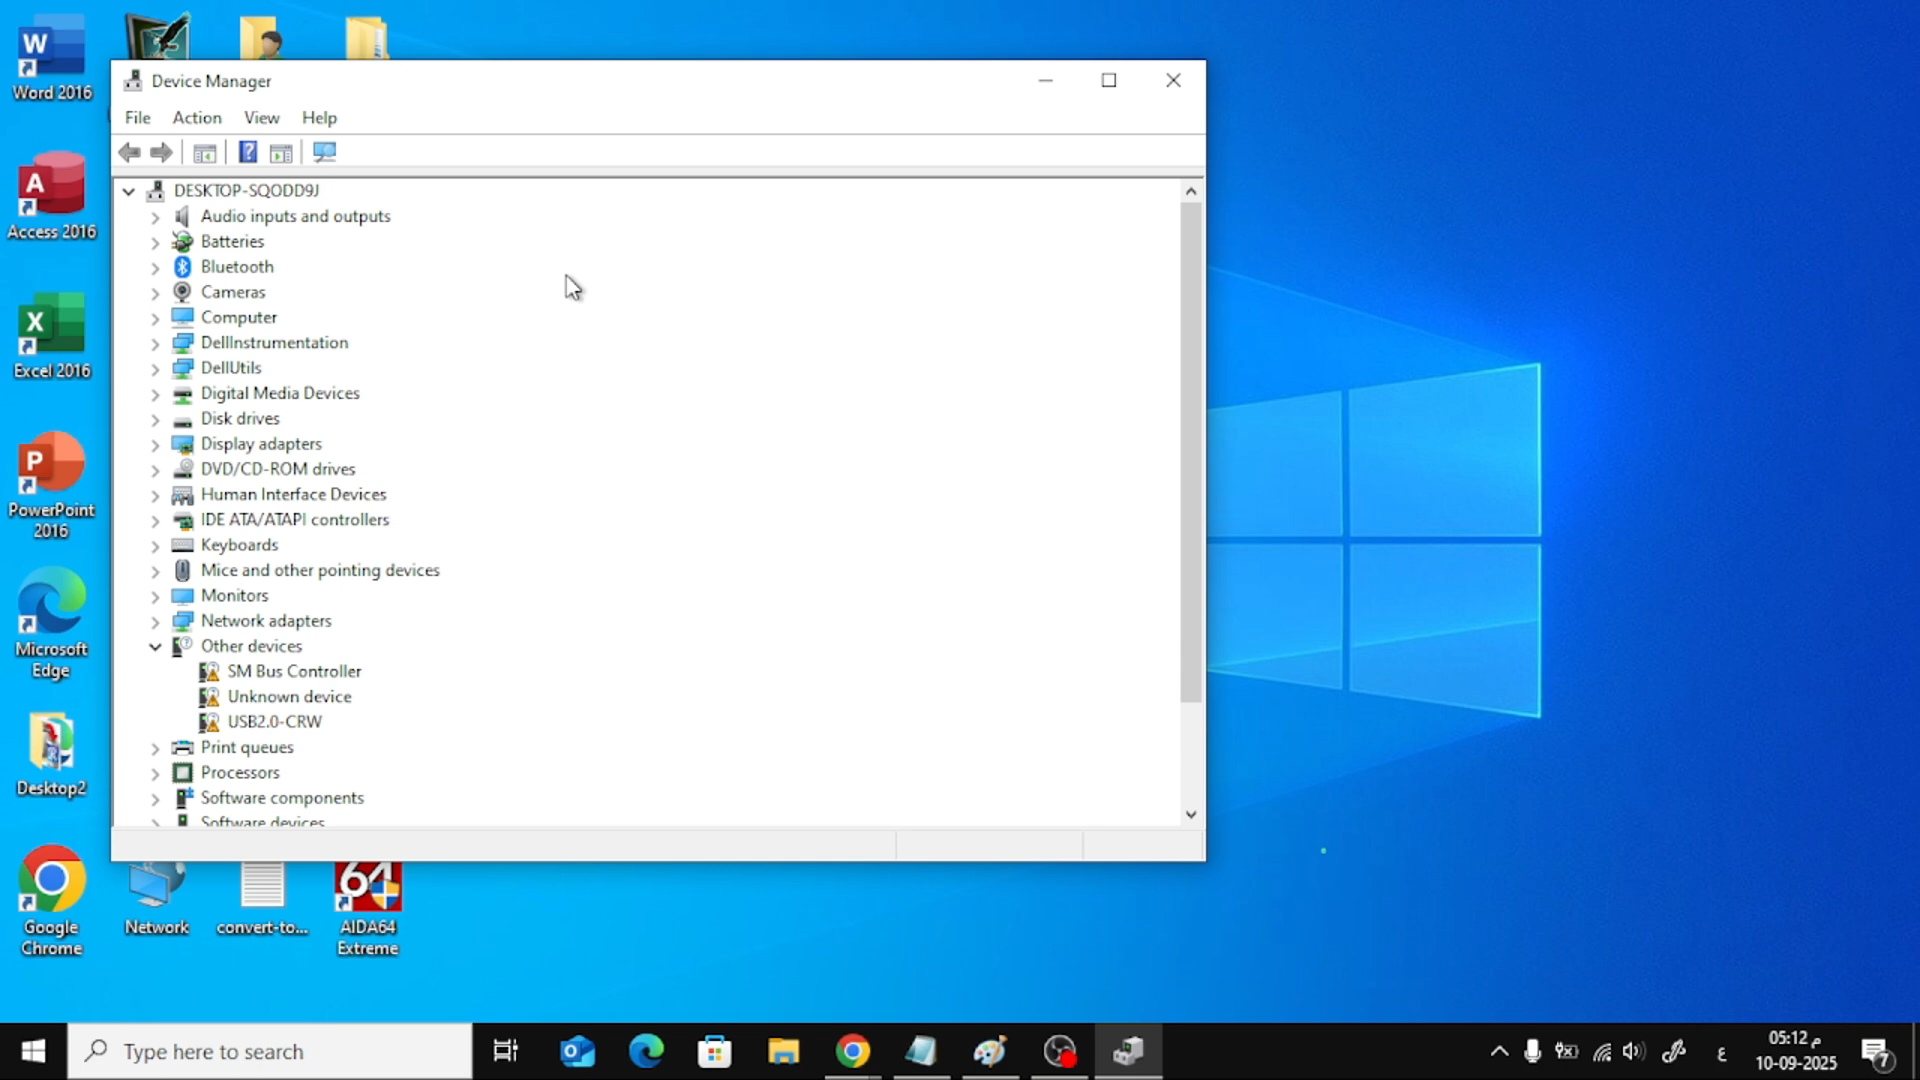 Word 2016
Access 2016
Excel 2016
PowerPoint
2016
Microsoft
Edge
Desktop2
Google
Chrome
Network
convert-to...
AIDA64
Extreme
Device Manager
File Action View Help
DESKTOP-SQODD9J
Audio inputs and outputs
Batteries
Bluetooth
Cameras
Computer
DellInstrumentation
DellUtils
Digital Media Devices
Disk drives
Display adapters
DVD/CD-ROM drives
Human Interface Devices
IDE ATA/ATAPI controllers
Keyboards
Mice and other pointing devices
Monitors
Network adapters
Other devices
SM Bus Controller
Unknown device
USB2.0-CRW
Print queues
Processors
Software components
Software devices
Type here to search
ع
05:12 م
10-09-2025
7